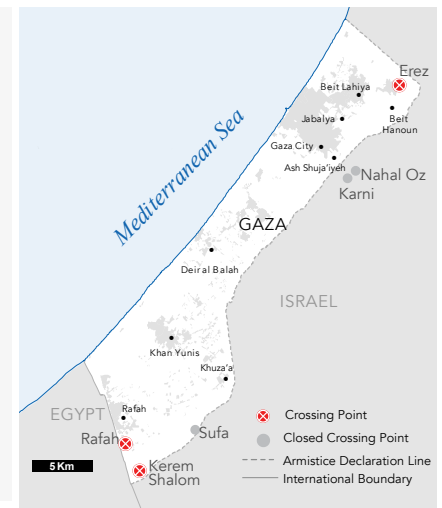 Erez
Beit Lahiya
Jabalya
Beit
Hanoun
Gaza City
Ash Shuja'iyeh
Nahal Oz
Karni
Mediterranean Sea
GAZA
Deir al Balah
ISRAEL
Khan Yunis
Khuza'a
EGYPT
Rafah
Rafah
Sufa
Kerem
Shalom
5 Km
Crossing Point
Closed Crossing Point
Armistice Declaration Line
International Boundary